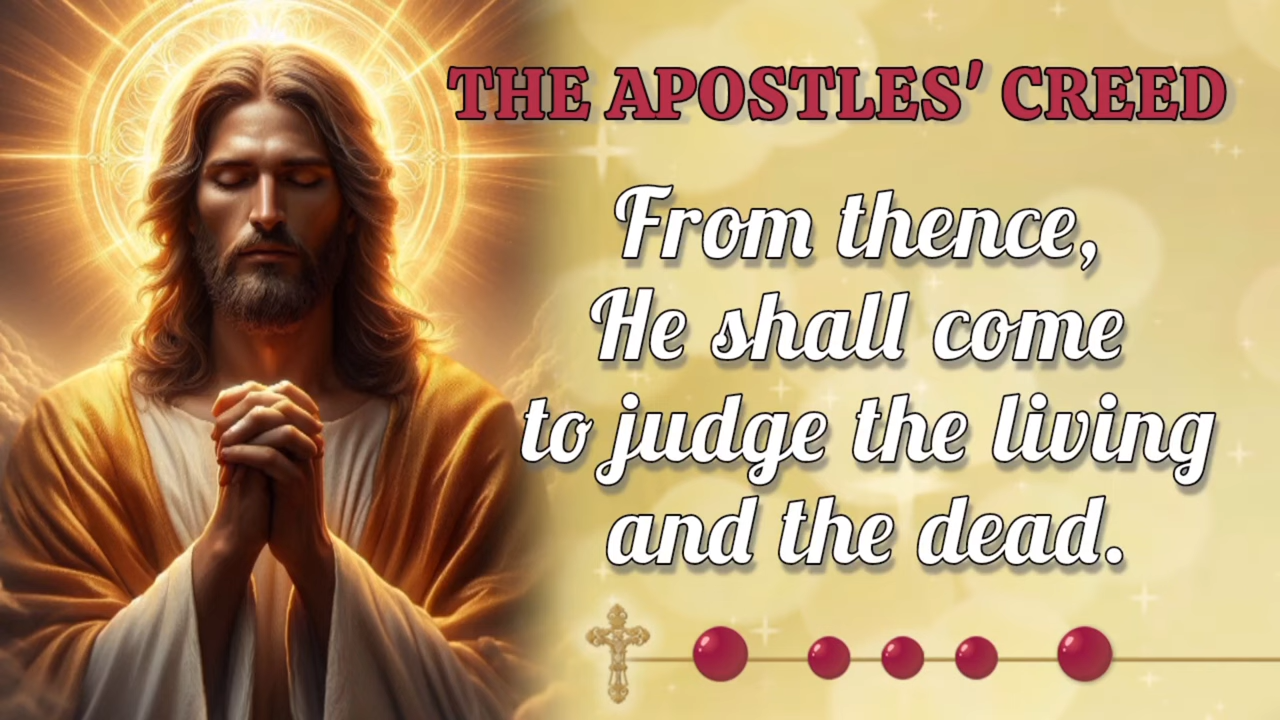 THE APOSTLES' CREED
From thence,
He shall come
to judge the living
and the dead.